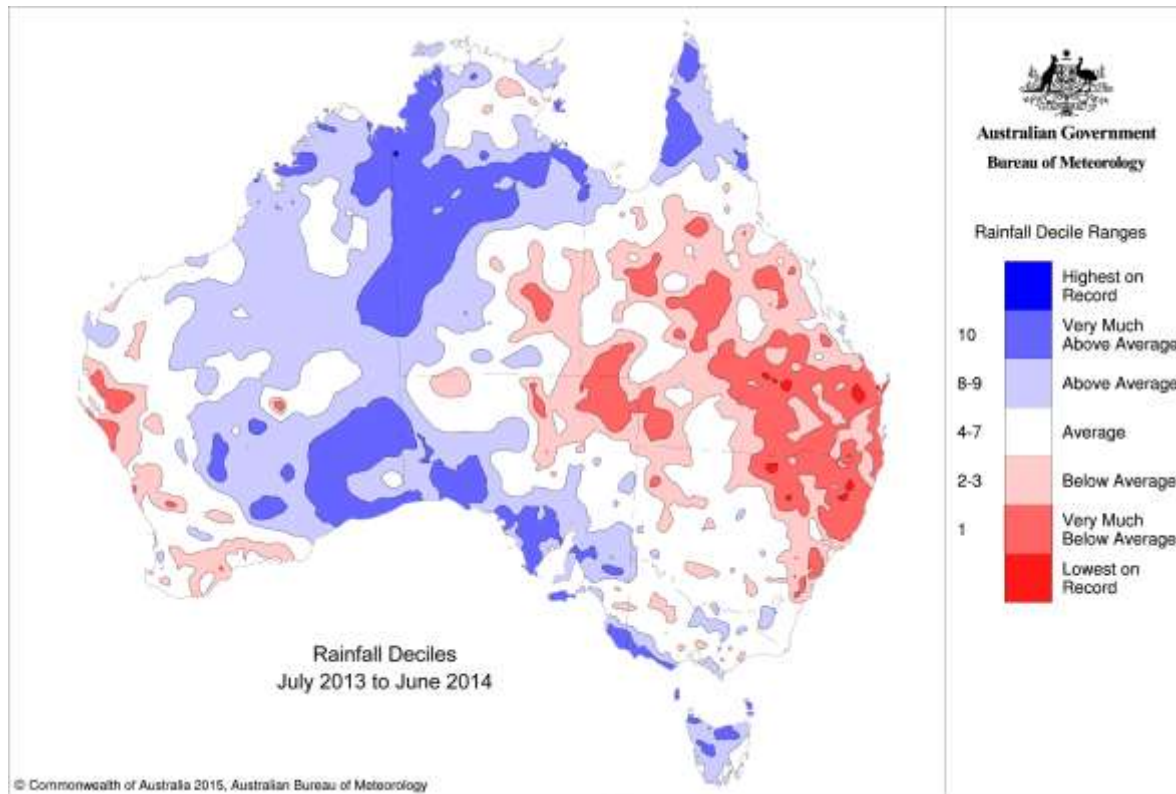 Australian Government
Bureau of Meteorology
Rainfall Decile Ranges
Highest on
Record
10
Very Much
Above Average
8-9
Above Average
4-7
Average
2-3
Below Average
1
Very Much
Below Average
Lowest on
Record
Rainfall Deciles
July 2013 to June 2014
© Commonwealth of Australia 2015, Australian Bureau of Meteorology